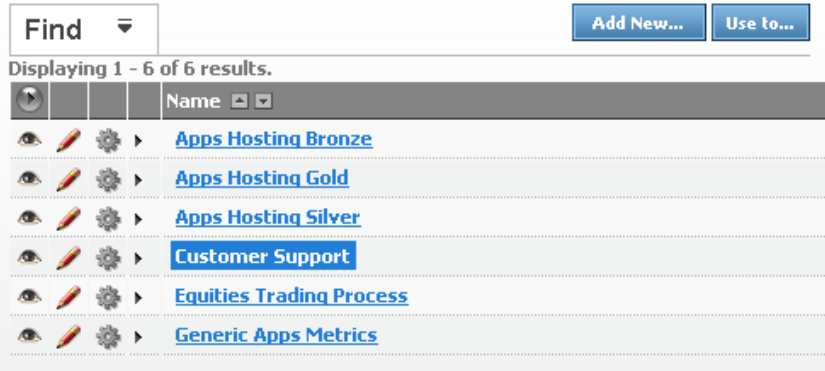 Find
Add New... Use to...
Displaying 1 - 6 of 6 results.
Name
Apps Hosting Bronze
Apps Hosting Gold
Apps Hosting Silver
Customer Support
Equities Trading Process
Generic Apps Metrics